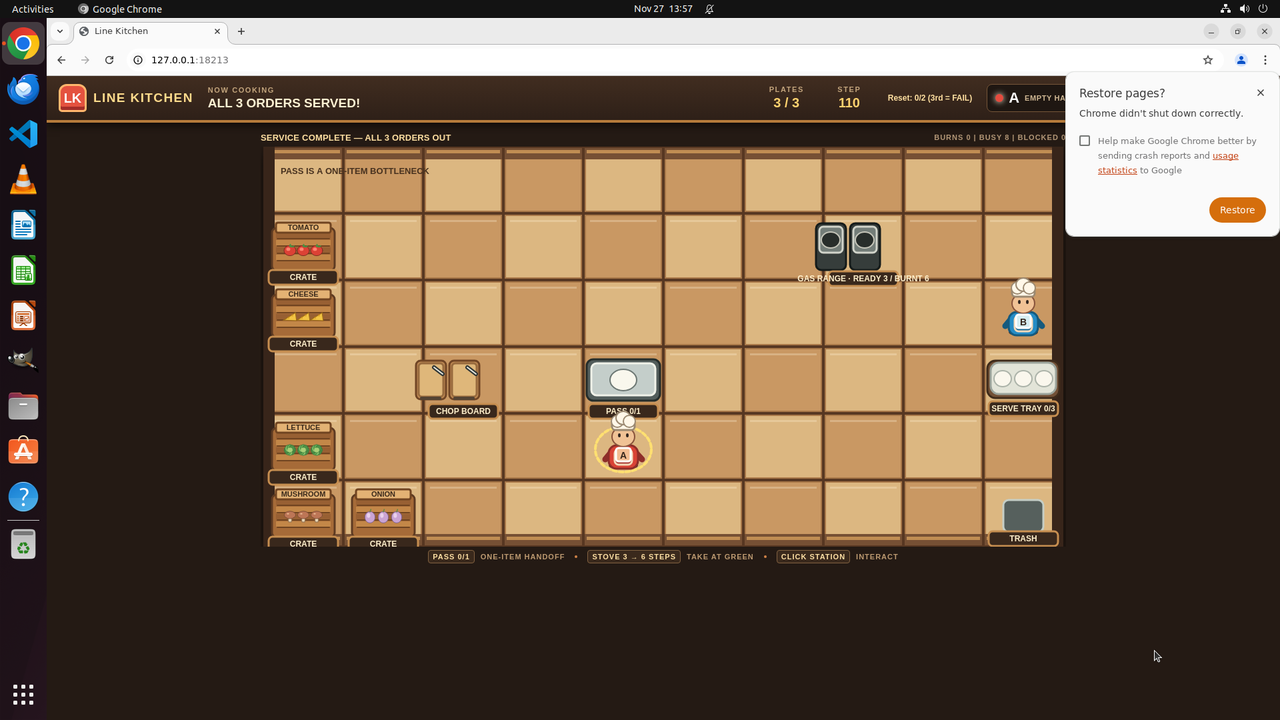 Activities
Google Chrome
Nov 27 13:57
Line Kitchen
127.0.0.1:18213
LK
LINE KITCHEN
NOW COOKING
ALL 3 ORDERS SERVED!
PLATES
3 / 3
STEP
110
Reset: 0/2 (3rd = FAIL)
A
EMPTY HA
Restore pages?
Chrome didn't shut down correctly.
Help make Google Chrome better by
sending crash reports and usage
statistics to Google
Restore
SERVICE COMPLETE — ALL 3 ORDERS OUT
BURNS 0 | BUSY 8 | BLOCKED 0
PASS IS A ONE-ITEM BOTTLENECK
TOMATO
CRATE
GAS RANGE · READY 3 / BURNT 6
CHEESE
CRATE
B
CHOP BOARD
PASS 0/1
SERVE TRAY 0/3
LETTUCE
CRATE
A
MUSHROOM
CRATE
ONION
CRATE
TRASH
PASS 0/1 ONE-ITEM HANDOFF • STOVE 3 → 6 STEPS TAKE AT GREEN • CLICK STATION INTERACT